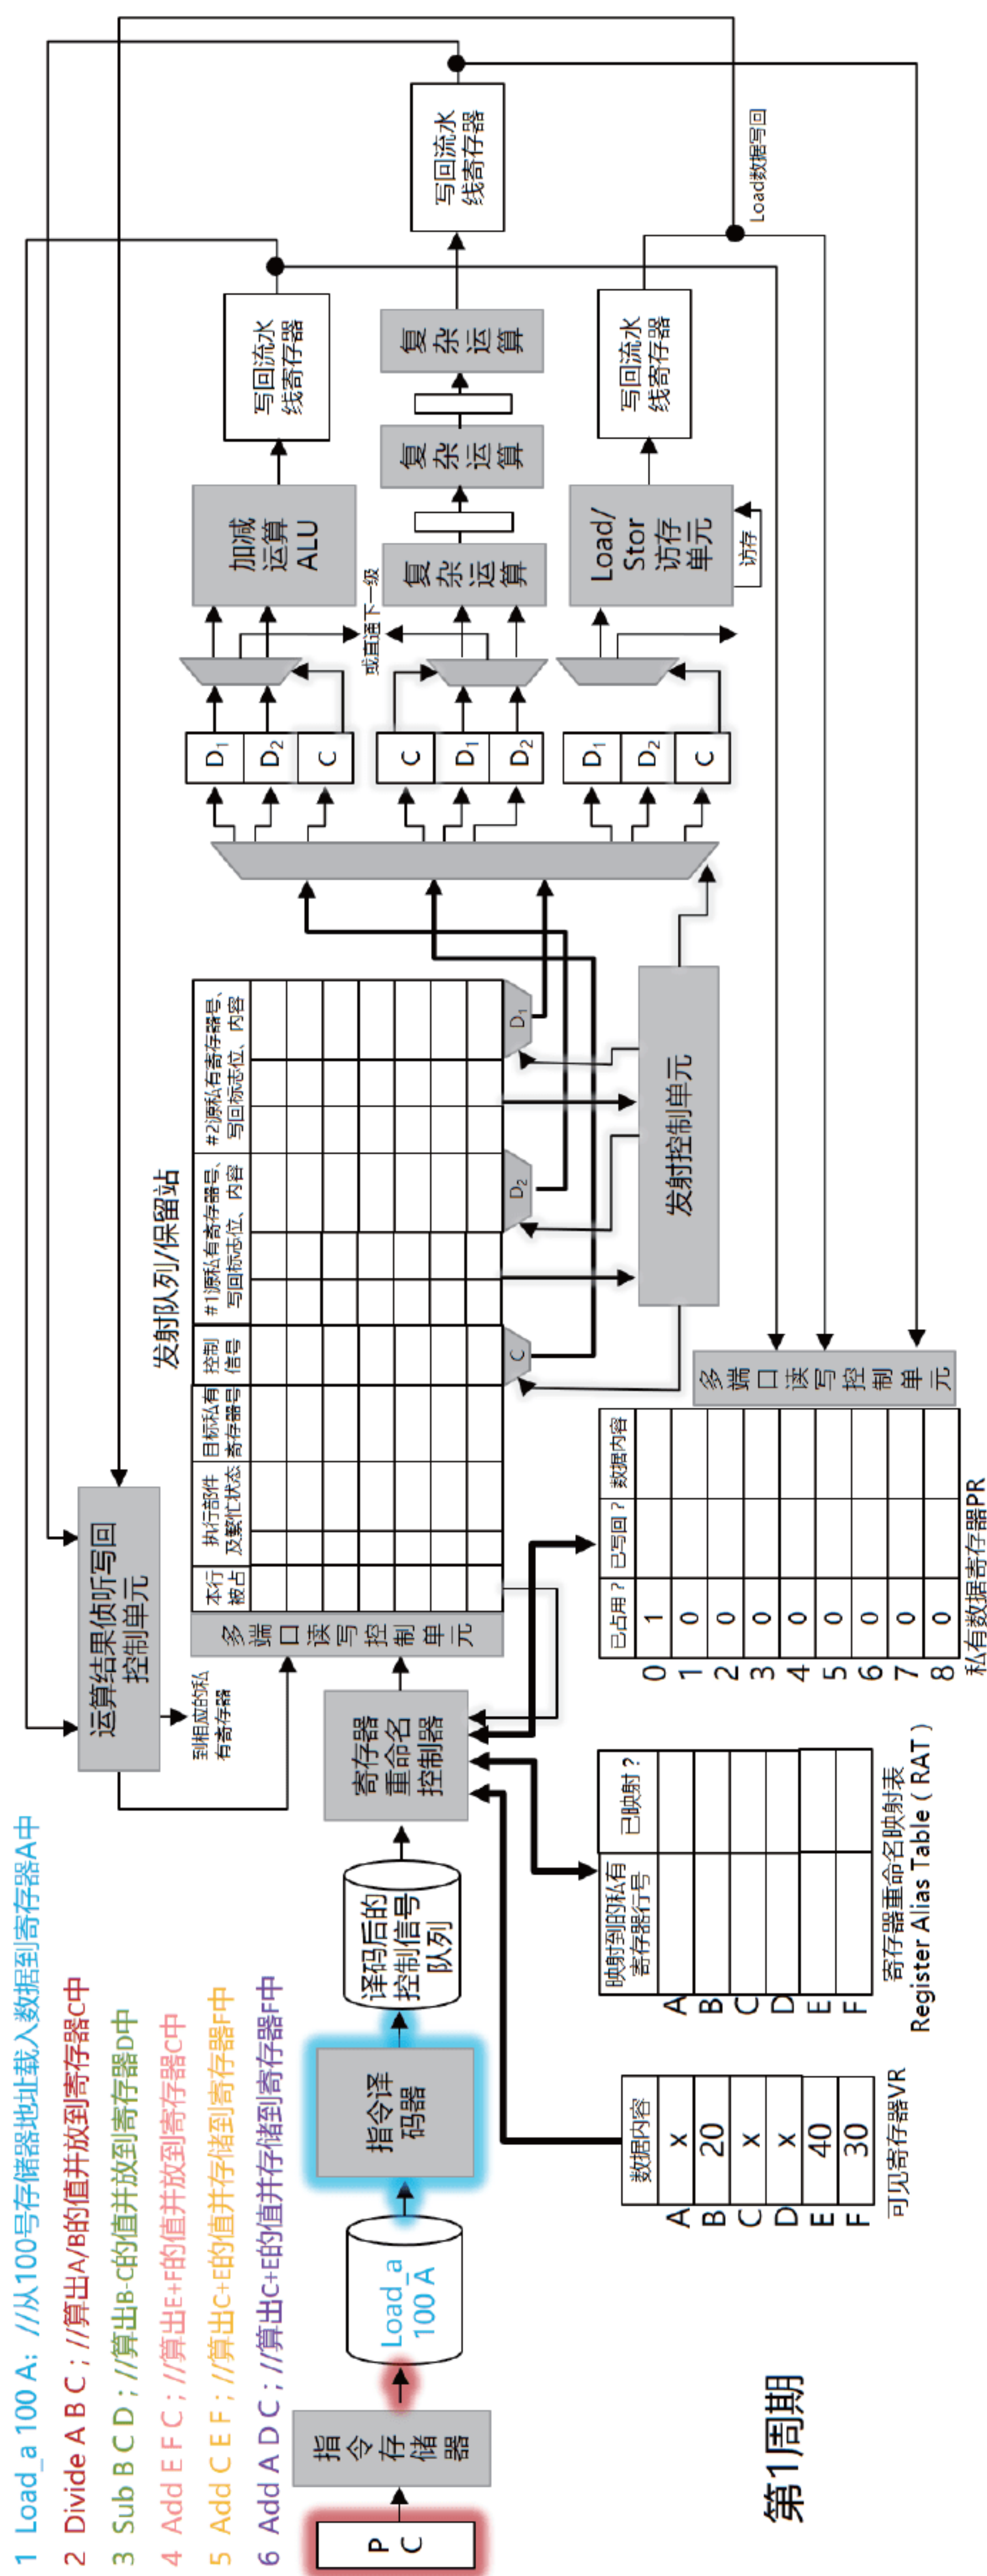 1 Load_a 100 A; //从100号存储器地址载入数据到寄存器A中
2 Divide A B C ; //算出A/B的值并放到寄存器C中
3 Sub B C D ; //算出B-C的值并放到寄存器D中
4 Add E F C ; //算出E+F的值并放到寄存器C中
5 Add C E F ; //算出C+E的值并存储到寄存器F中
6 Add A D C ; //算出C+E的值并存储到寄存器F中
运算结果侦听写回
控制单元
到相应的私
有寄存器
发射队列/保留站
本行
被占
执行部件
及繁忙状态
目标私有
寄存器号
控制
信号
#1源私有寄存器号、
写回标志位、内容
#2源私有寄存器号、
写回标志位、内容
多端口读写控制单元
C
D₂
D₁
PC
指令存储器
Load_a
100 A
指令译
码器
译码后的
控制信号
队列
寄存器
重命名
控制器
发射控制单元
D₁
D₂
C
C
D₁
D₂
D₁
D₂
C
或直通下一级
加减
运算
ALU
复杂运算
复杂运算
复杂运算
Load/
Stor
访存
单元
访存
写回流水
线寄存器
写回流水
线寄存器
写回流水
线寄存器
Load数据写回
第1周期
数据内容
A x
B 20
C x
D x
E 40
F 30
可见寄存器VR
映射到的私有
寄存器行号
已映射？
A
B
C
D
E
F
寄存器重命名映射表
Register Alias Table ( RAT )
已占用？ 已写回？ 数据内容
0 1
1 0
2 0
3 0
4 0
5 0
6 0
7 0
8 0
私有数据寄存器PR
多端口读写控制单元